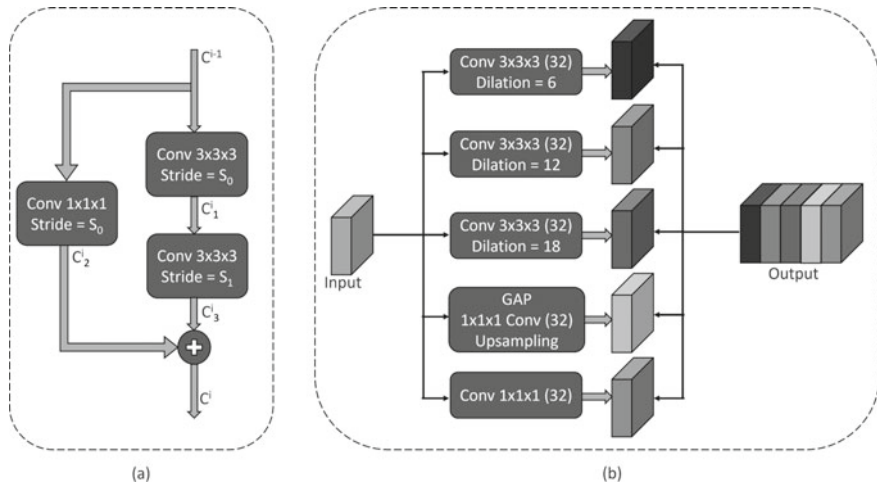 C^{i-1}
Conv 3x3x3
Stride = S_0
Conv 1x1x1
Stride = S_0
C^i_1
C^i_2
Conv 3x3x3
Stride = S_1
C^i_3
C^i
(a)
Conv 3x3x3 (32)
Dilation = 6
Conv 3x3x3 (32)
Dilation = 12
Conv 3x3x3 (32)
Dilation = 18
Input
Output
GAP
1x1x1 Conv (32)
Upsampling
Conv 1x1x1 (32)
(b)